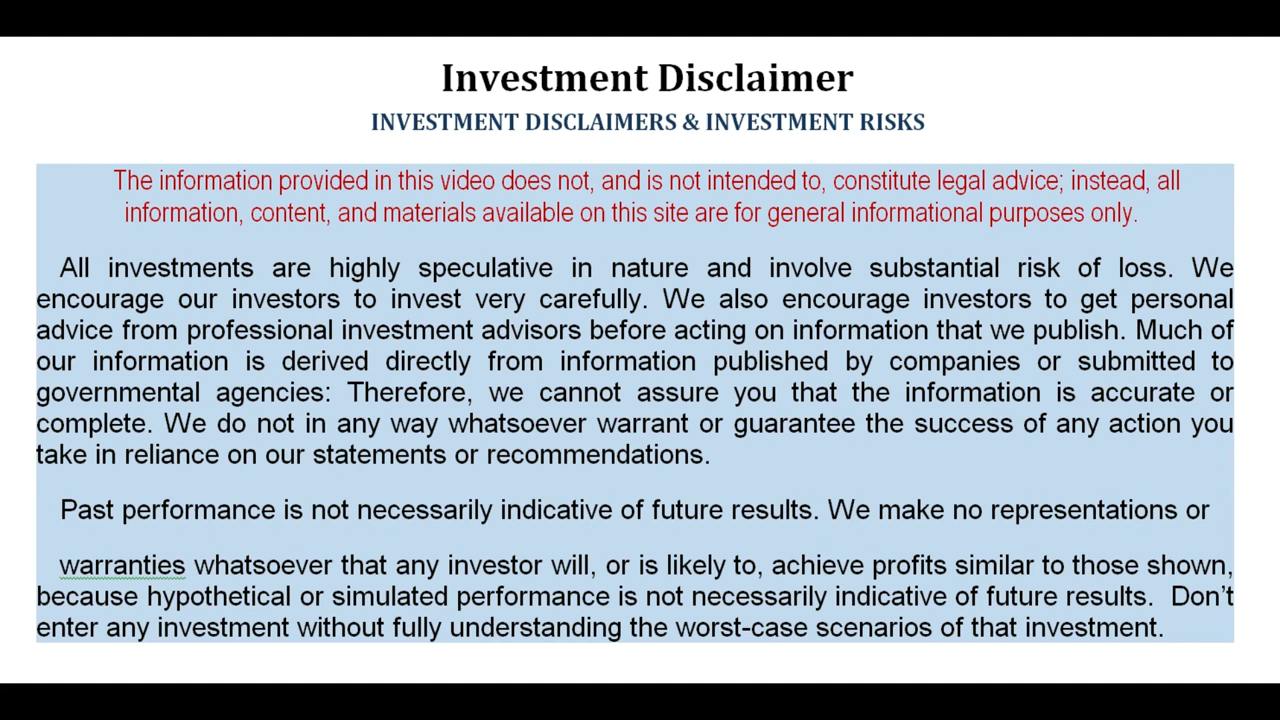 Investment Disclaimer
INVESTMENT DISCLAIMERS & INVESTMENT RISKS
The information provided in this video does not, and is not intended to, constitute legal advice; instead, all
information, content, and materials available on this site are for general informational purposes only.
All investments are highly speculative in nature and involve substantial risk of loss. We
encourage our investors to invest very carefully. We also encourage investors to get personal
advice from professional investment advisors before acting on information that we publish. Much of
our information is derived directly from information published by companies or submitted to
governmental agencies: Therefore, we cannot assure you that the information is accurate or
complete. We do not in any way whatsoever warrant or guarantee the success of any action you
take in reliance on our statements or recommendations.
Past performance is not necessarily indicative of future results. We make no representations or
warranties whatsoever that any investor will, or is likely to, achieve profits similar to those shown,
because hypothetical or simulated performance is not necessarily indicative of future results. Don’t
enter any investment without fully understanding the worst-case scenarios of that investment.